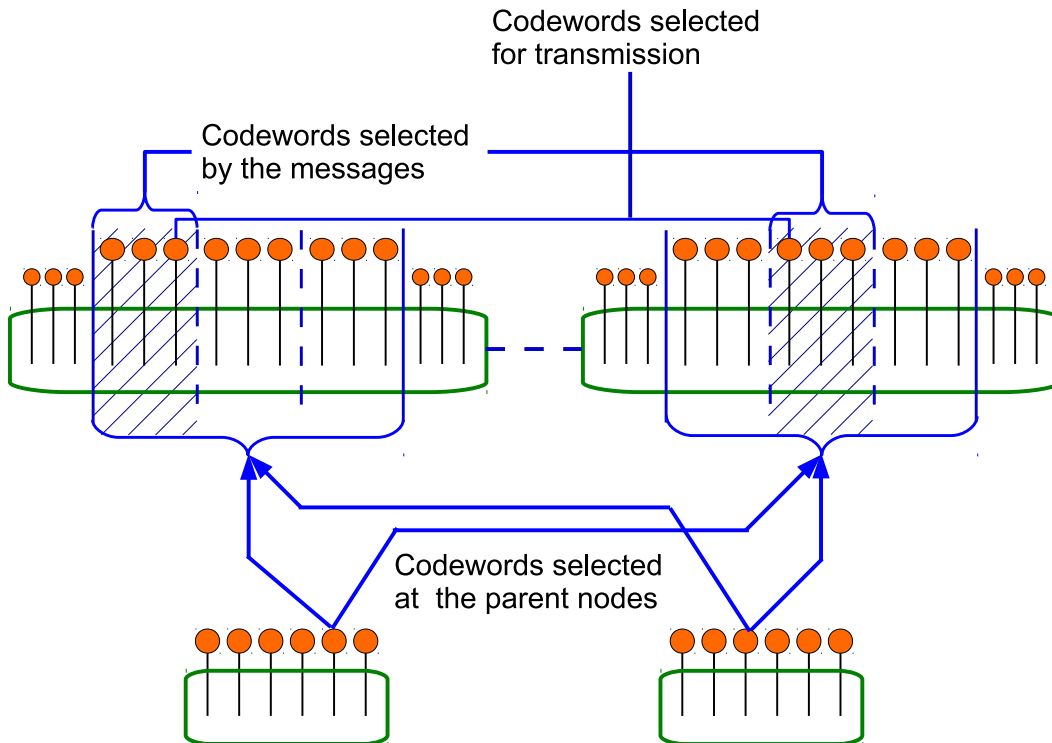 Codewords selected
for transmission
Codewords selected
by the messages
Codewords selected
at the parent nodes